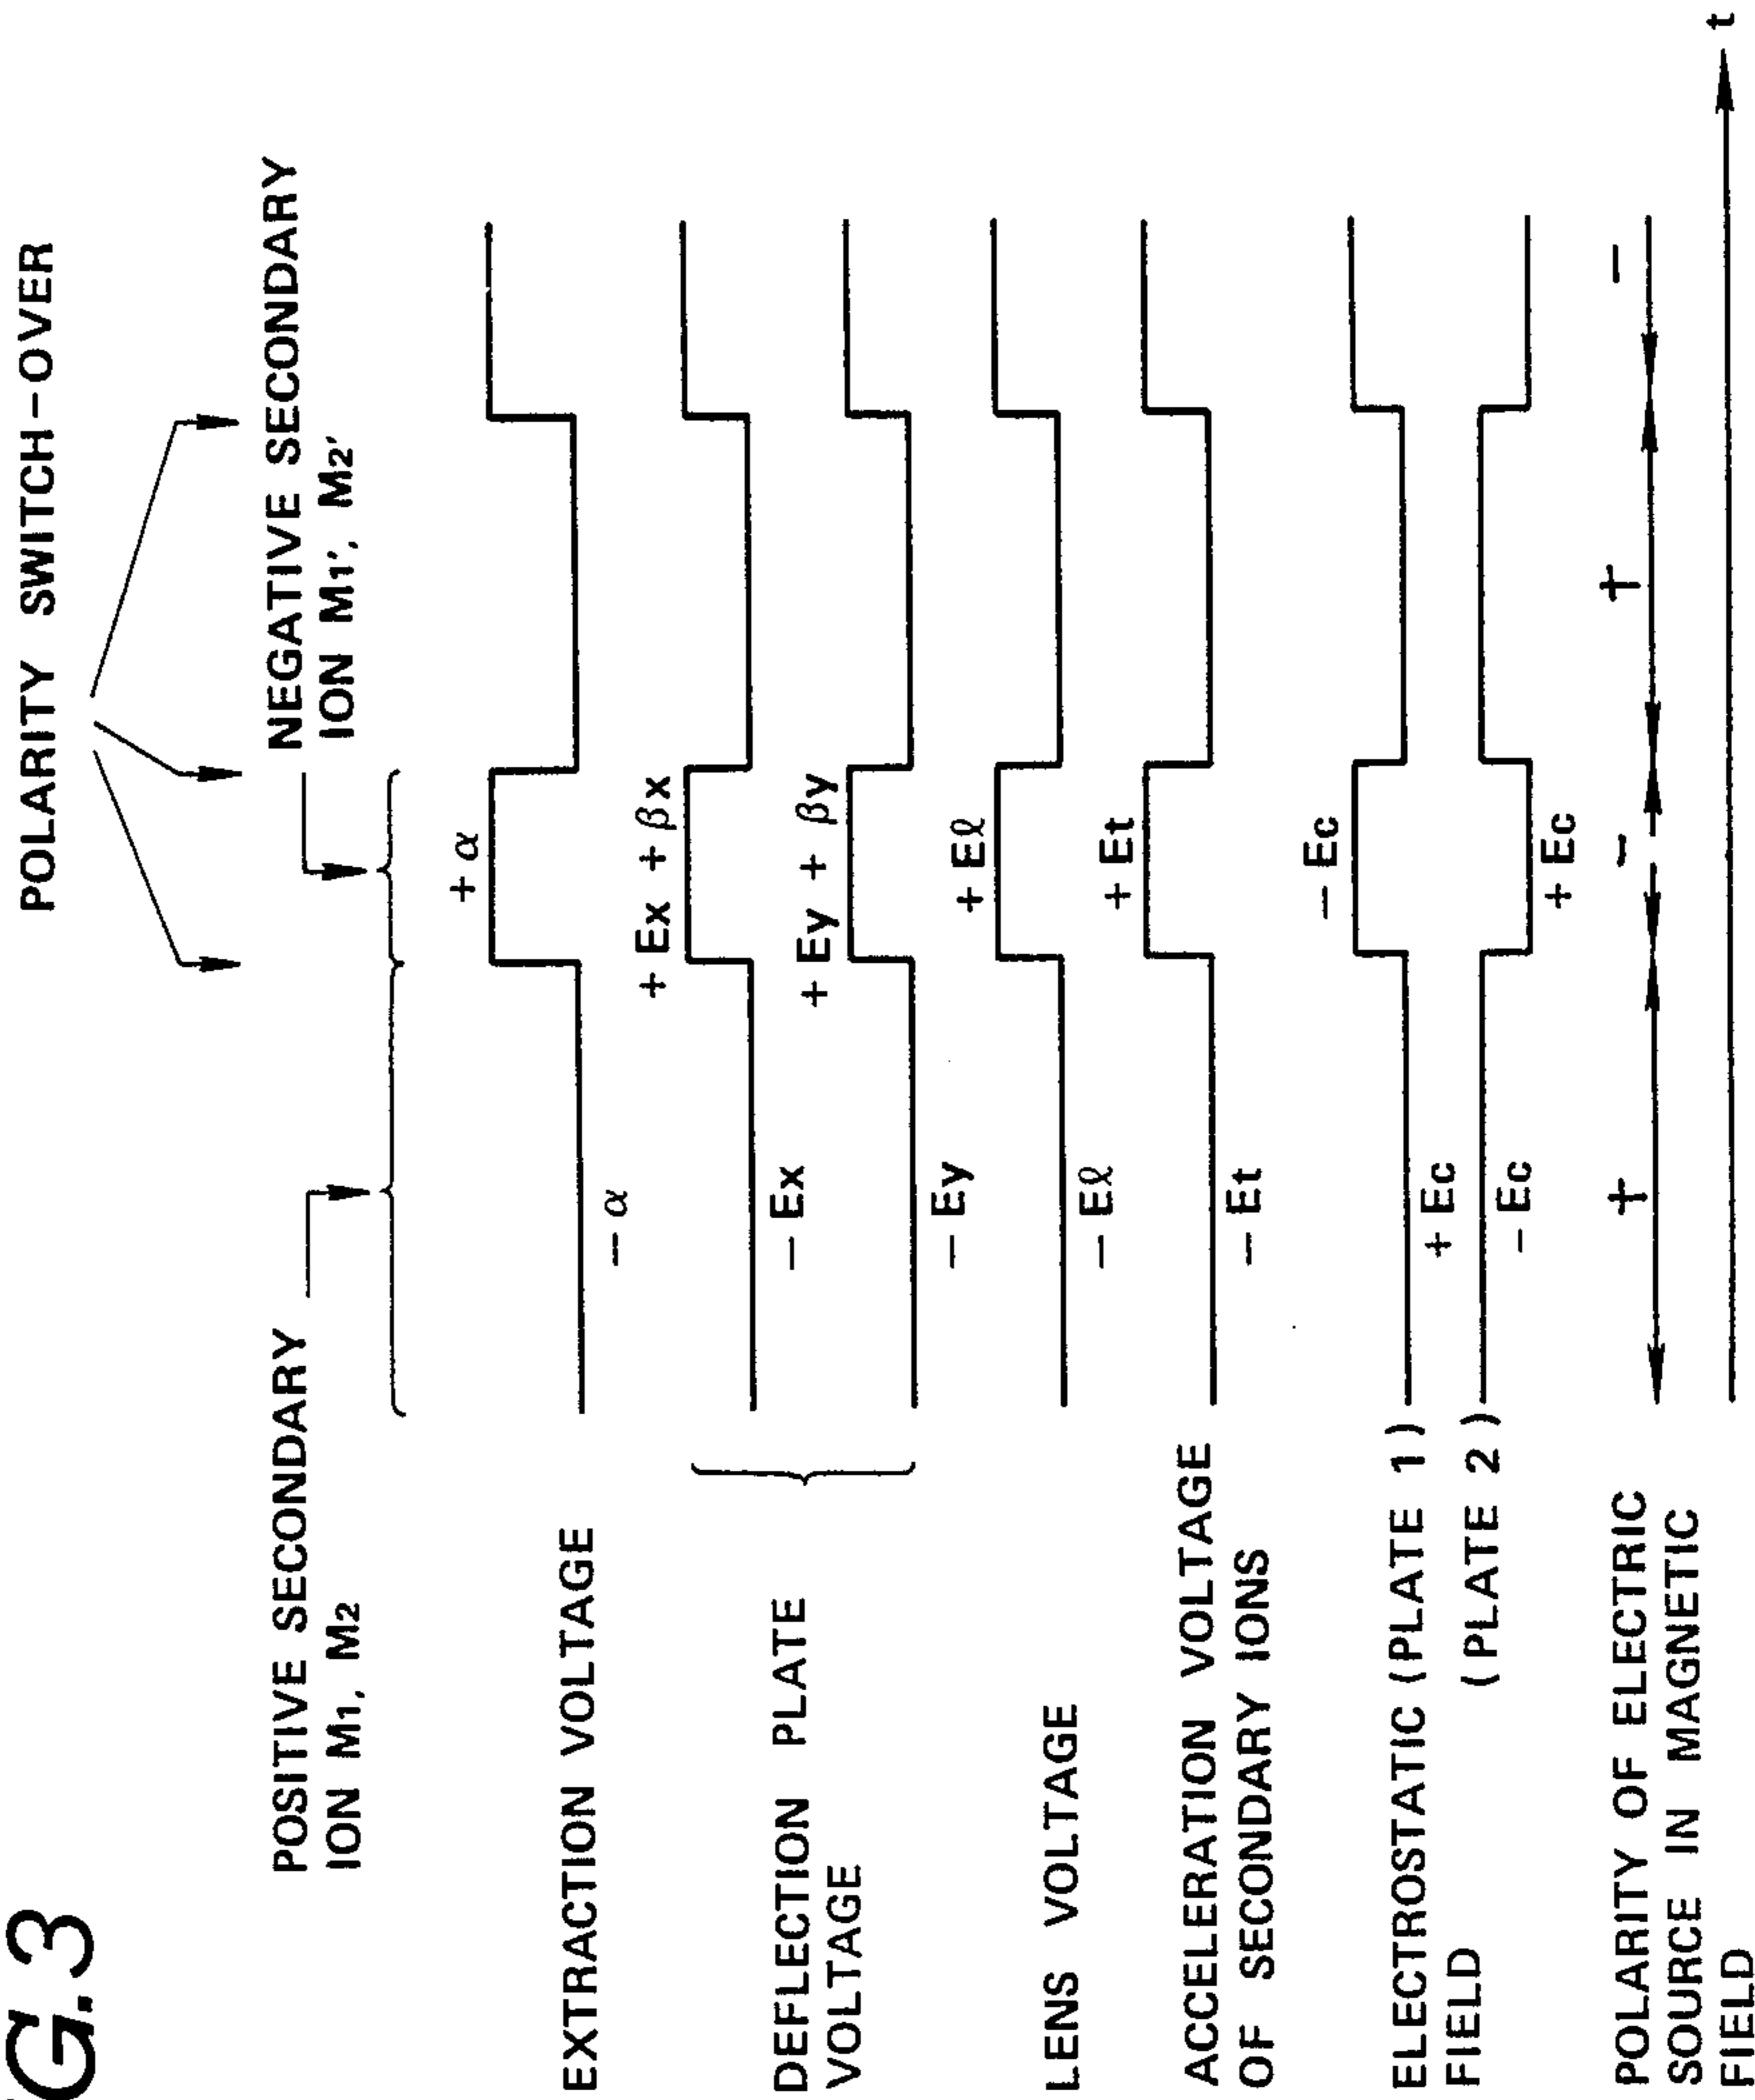 G.3
POLARITY SWITCH-OVER
POSITIVE SECONDARY
ION M1, M2
NEGATIVE SECONDARY
ION M1', M2'
EXTRACTION VOLTAGE
- α
+ α
DEFLECTION PLATE
VOLTAGE
- Ex
+ Ex + βx
- Ey
+ Ey + βy
LENS VOLTAGE
- Eℓ
+ Eℓ
ACCELERATION VOLTAGE
OF SECONDARY IONS
- Et
+ Et
ELECTROSTATIC (PLATE 1)
FIELD
(PLATE 2)
+ Ec
- Ec
- Ec
+ Ec
POLARITY OF ELECTRIC
SOURCE IN MAGNETIC
FIELD
+
-
+
-
t